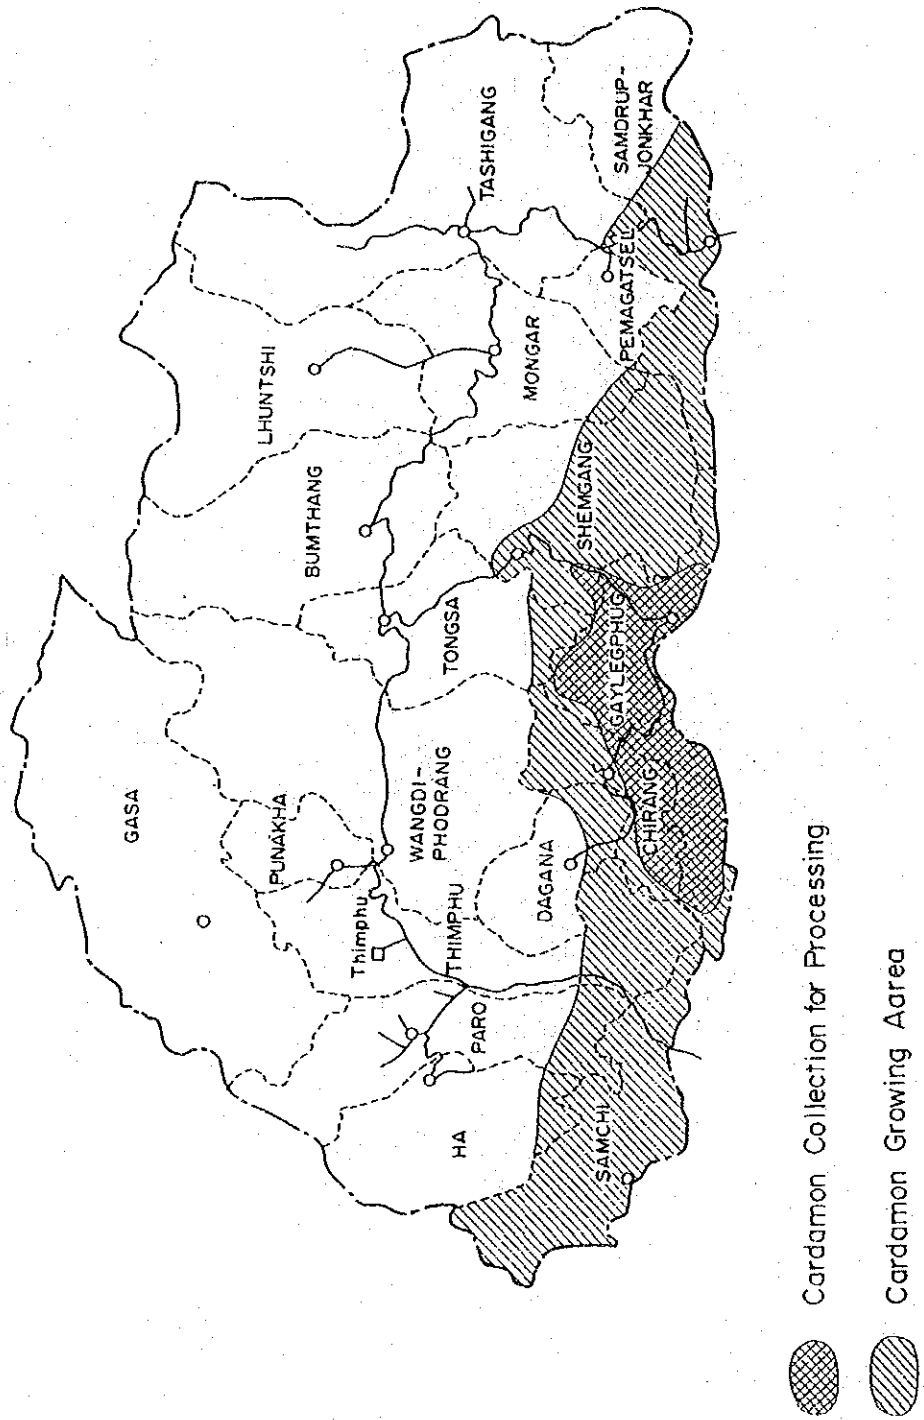 GASA
LHUNTSHI
BUMTHANG
PUNAKHA
TASHIGANG
Thimphu
WANGDI-
PHODRANG
TONGSA
MONGAR
THIMPHU
PARO
HA
DAGANA
SHEMGANG
PEMAGATSEL
SAMDRUP-
JONKHAR
SAMCHI
CHIRANG
GAYLEGPHUG
Cardamon Collection for Processing
Cardamon Growing Aarea